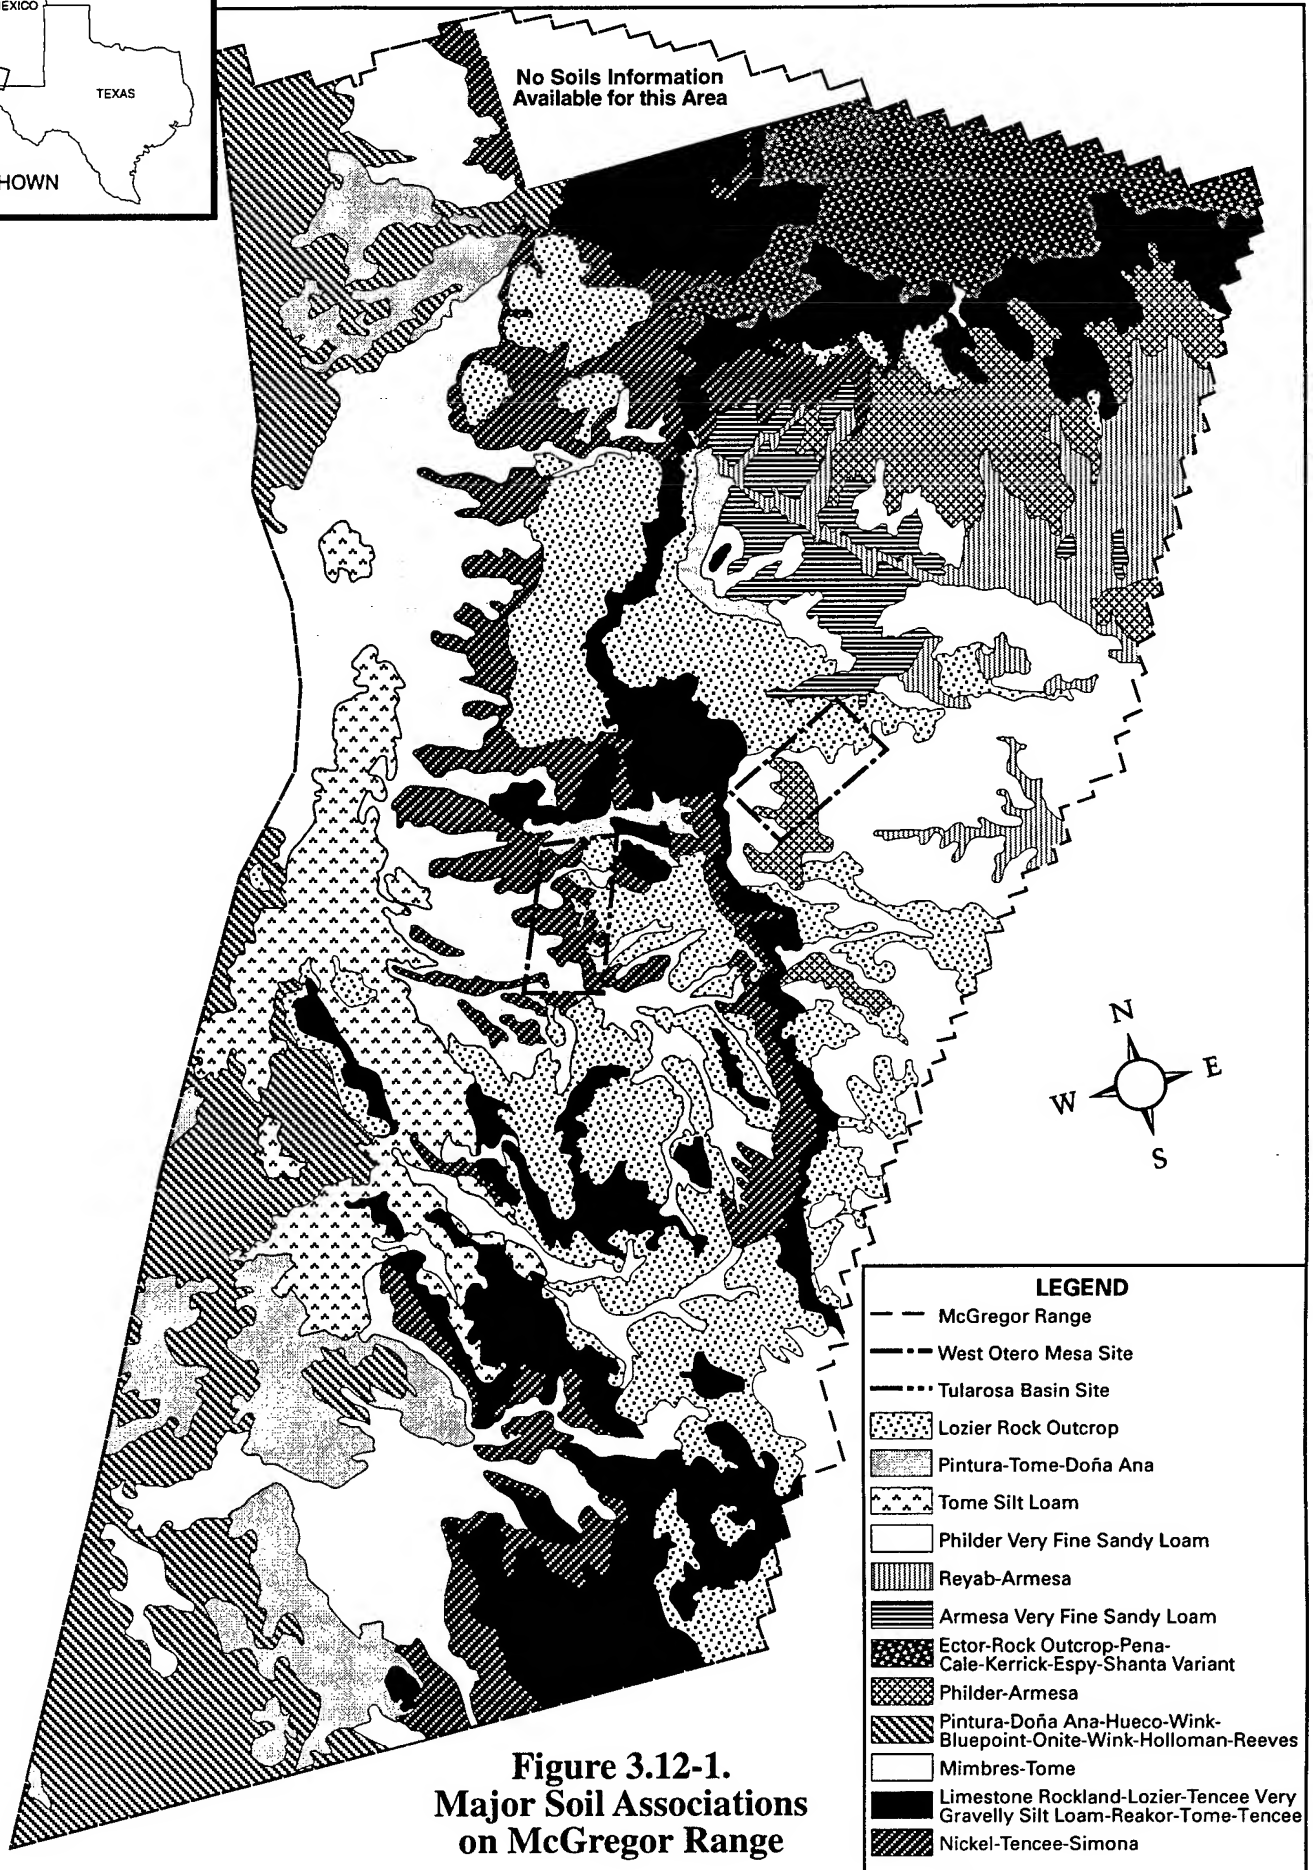 MEXICO
TEXAS
HOWN
No Soils Information
Available for this Area
N
E
W
S
LEGEND
McGregor Range
West Otero Mesa Site
Tularosa Basin Site
Lozier Rock Outcrop
Pintura-Tome-Doña Ana
Tome Silt Loam
Philder Very Fine Sandy Loam
Reyab-Armesa
Armesa Very Fine Sandy Loam
Ector-Rock Outcrop-Pena-
Cale-Kerrick-Espy-Shanta Variant
Philder-Armesa
Pintura-Doña Ana-Hueco-Wink-
Bluepoint-Onite-Wink-Holloman-Reeves
Mimbres-Tome
Limestone Rockland-Lozier-Tencee Very
Gravelly Silt Loam-Reakor-Tome-Tencee
Nickel-Tencee-Simona
Figure 3.12-1.
Major Soil Associations
on McGregor Range